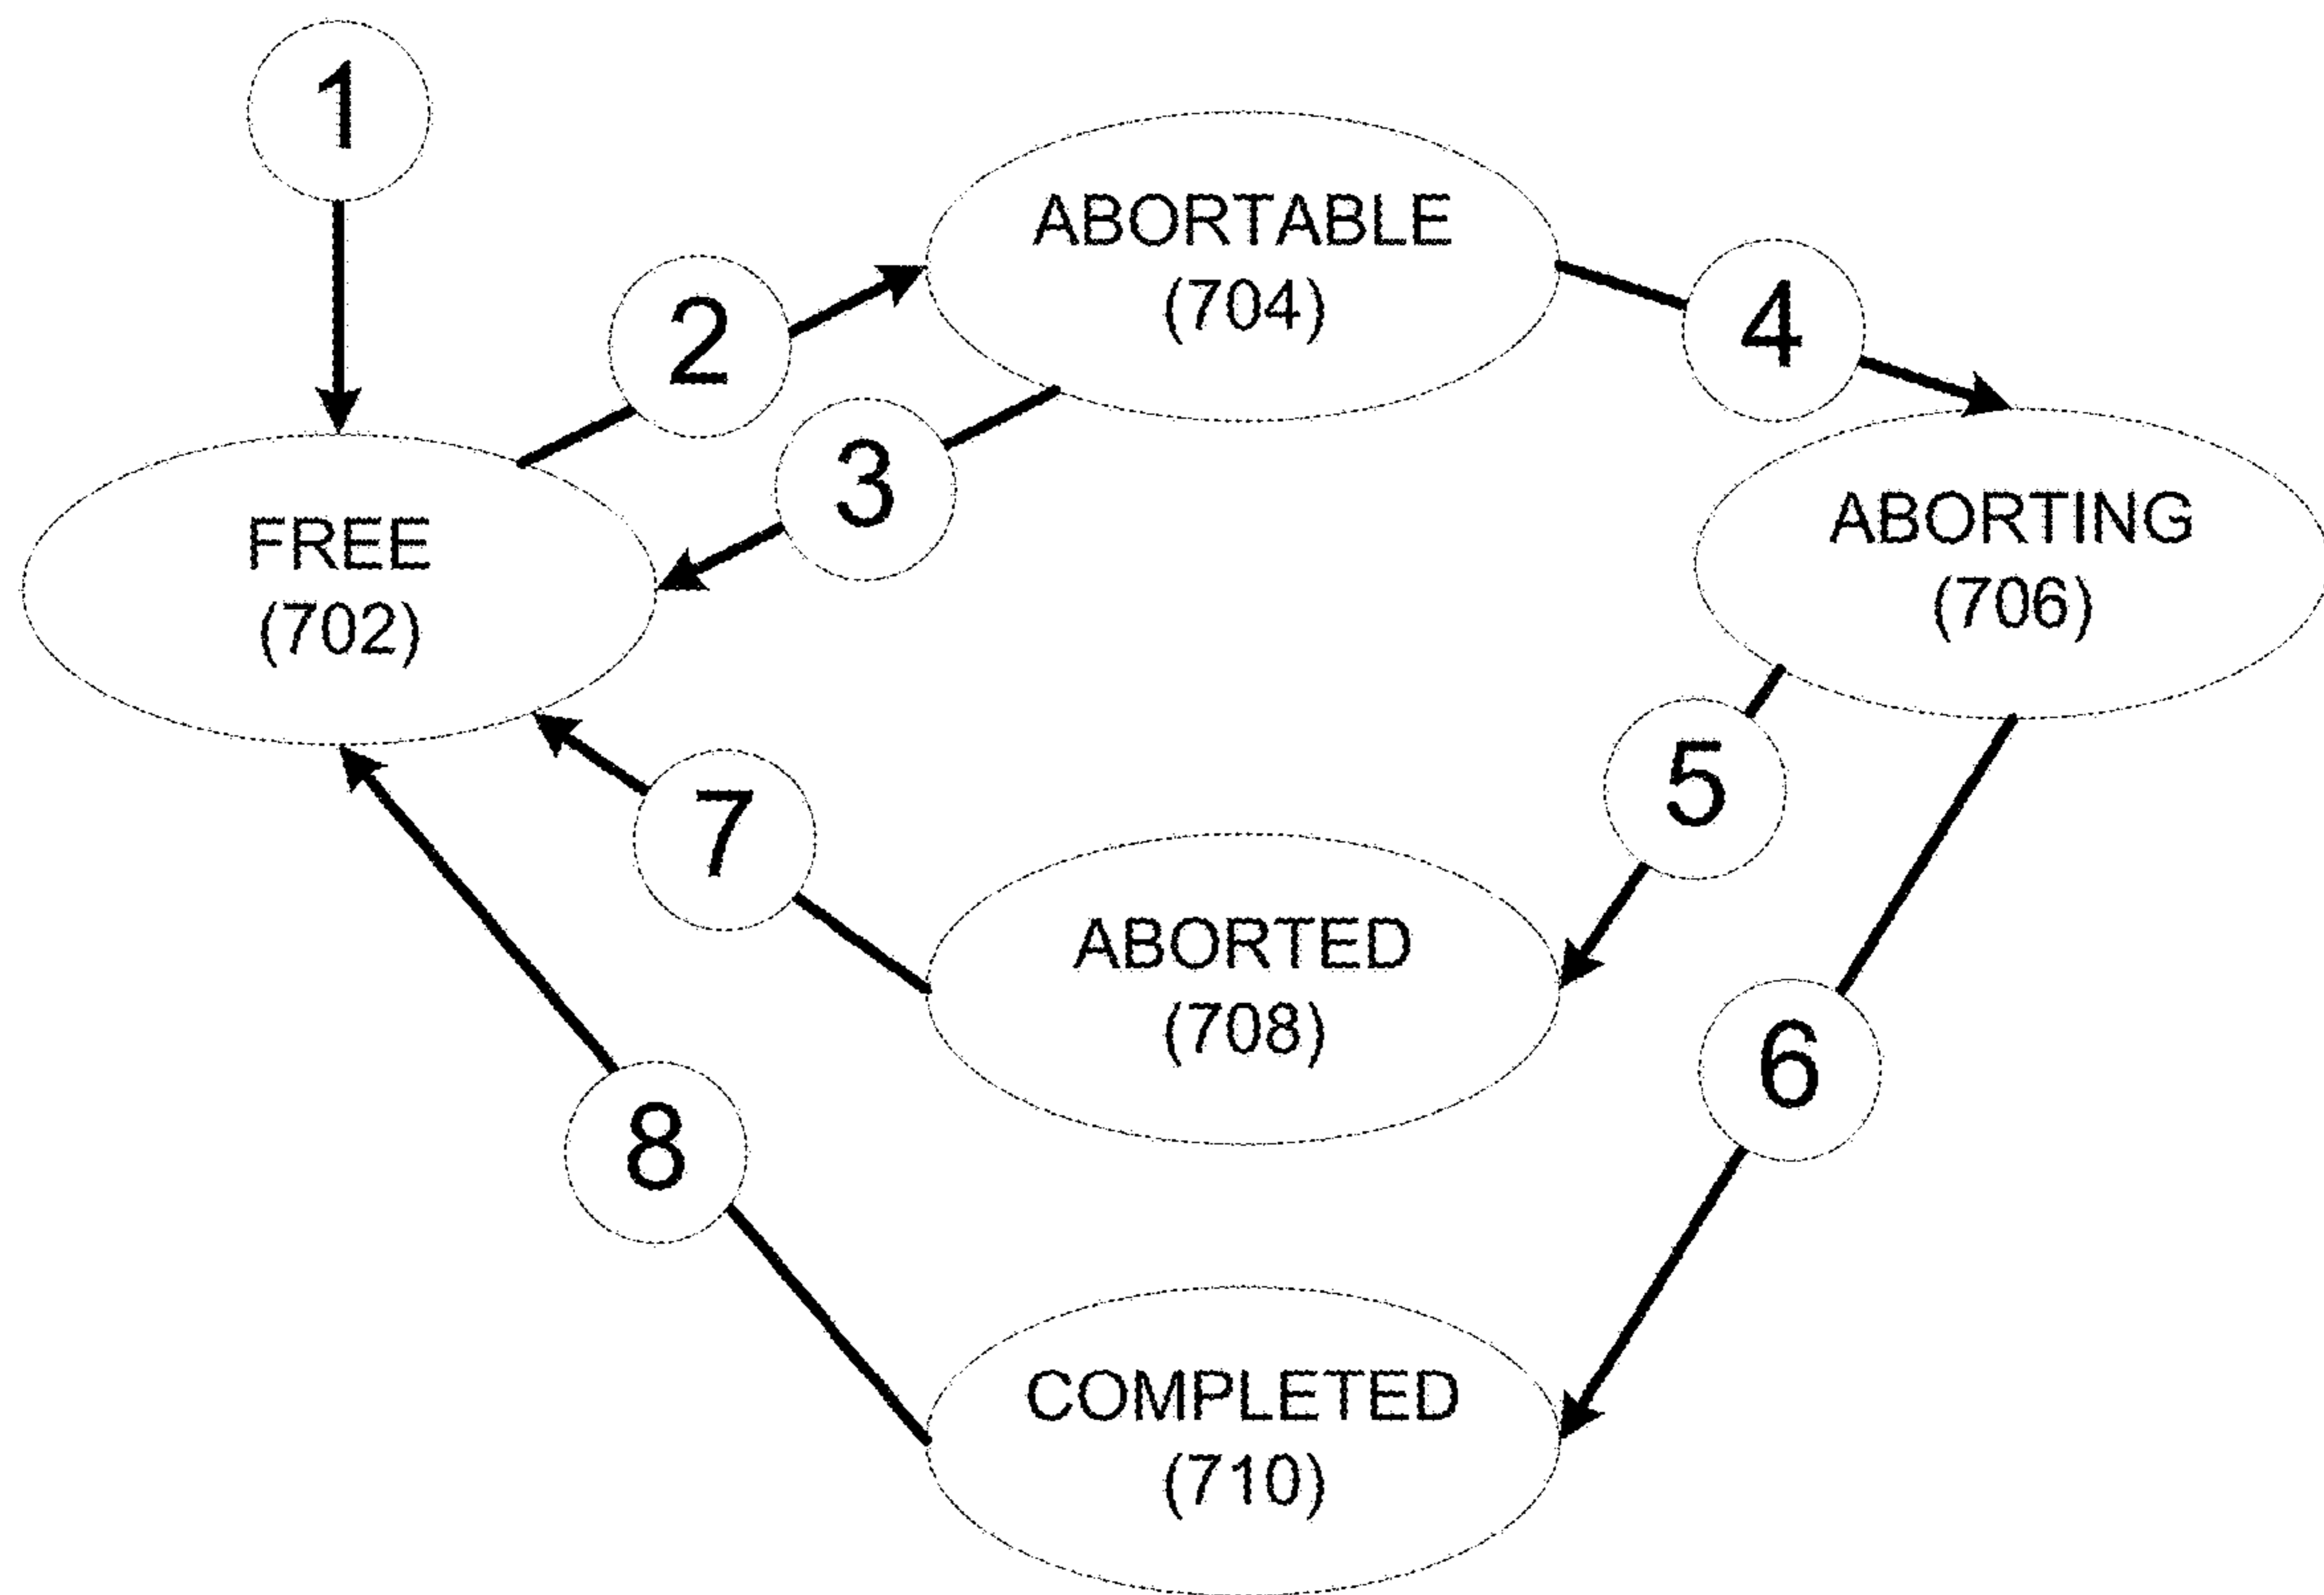 1
ABORTABLE
(704)
2
4
3
FREE
(702)
ABORTING
(706)
5
7
ABORTED
(708)
6
8
COMPLETED
(710)